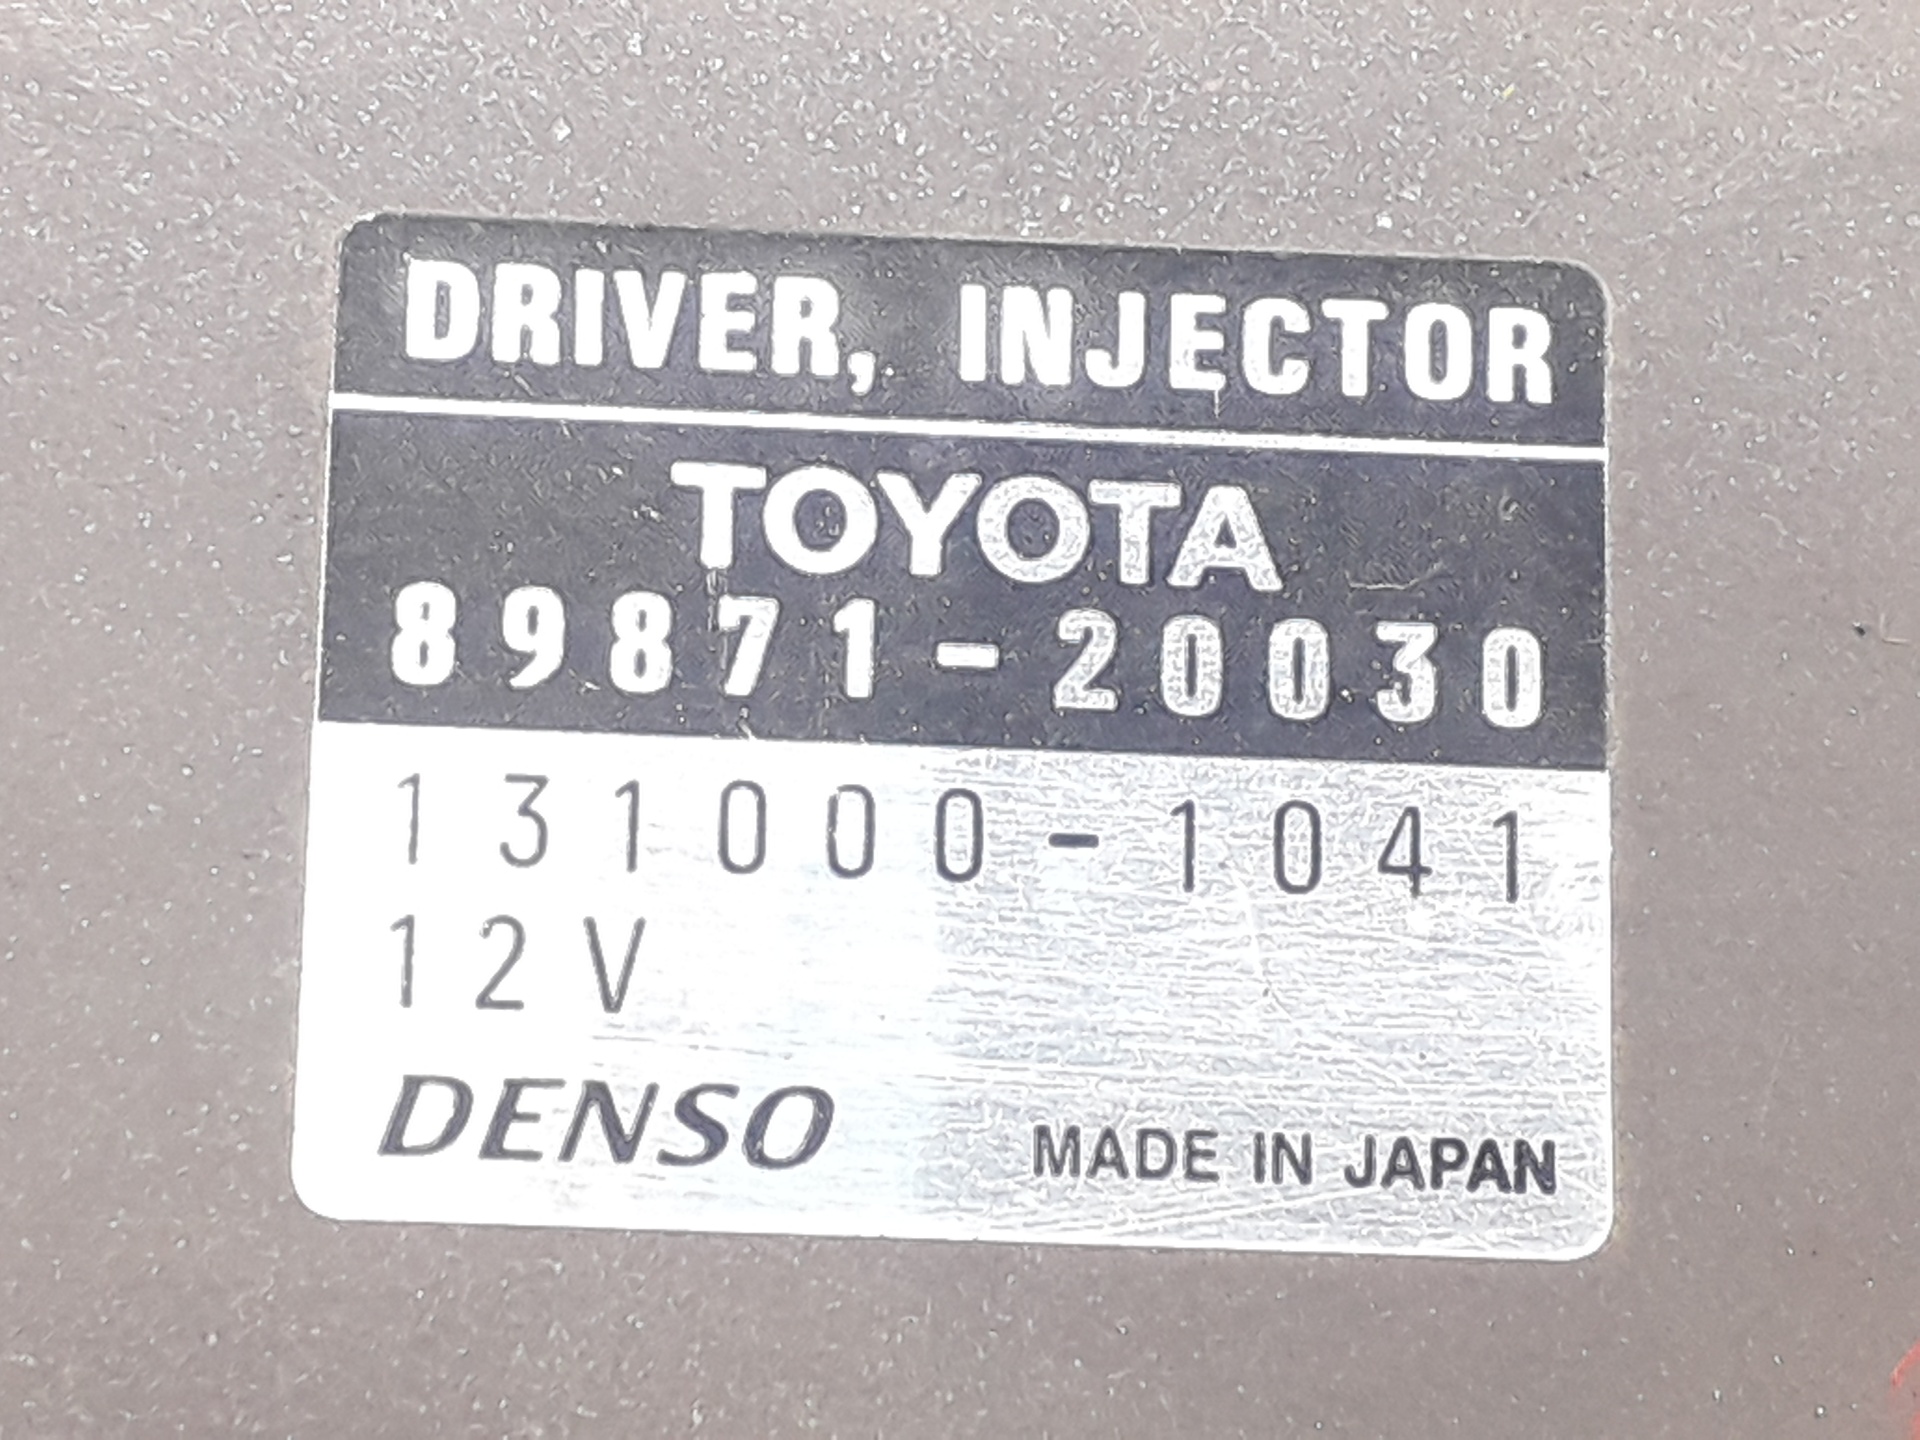 DRIVER, INJECTOR
TOYOTA
89871-20030
131000-1041
12V
DENSO
MADE IN JAPAN